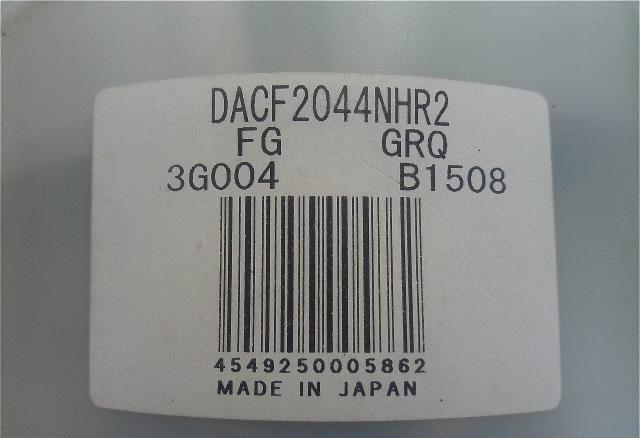 DACF2044NHR2
FG GRQ
3G004 B1508
4549250005862
MADE IN JAPAN